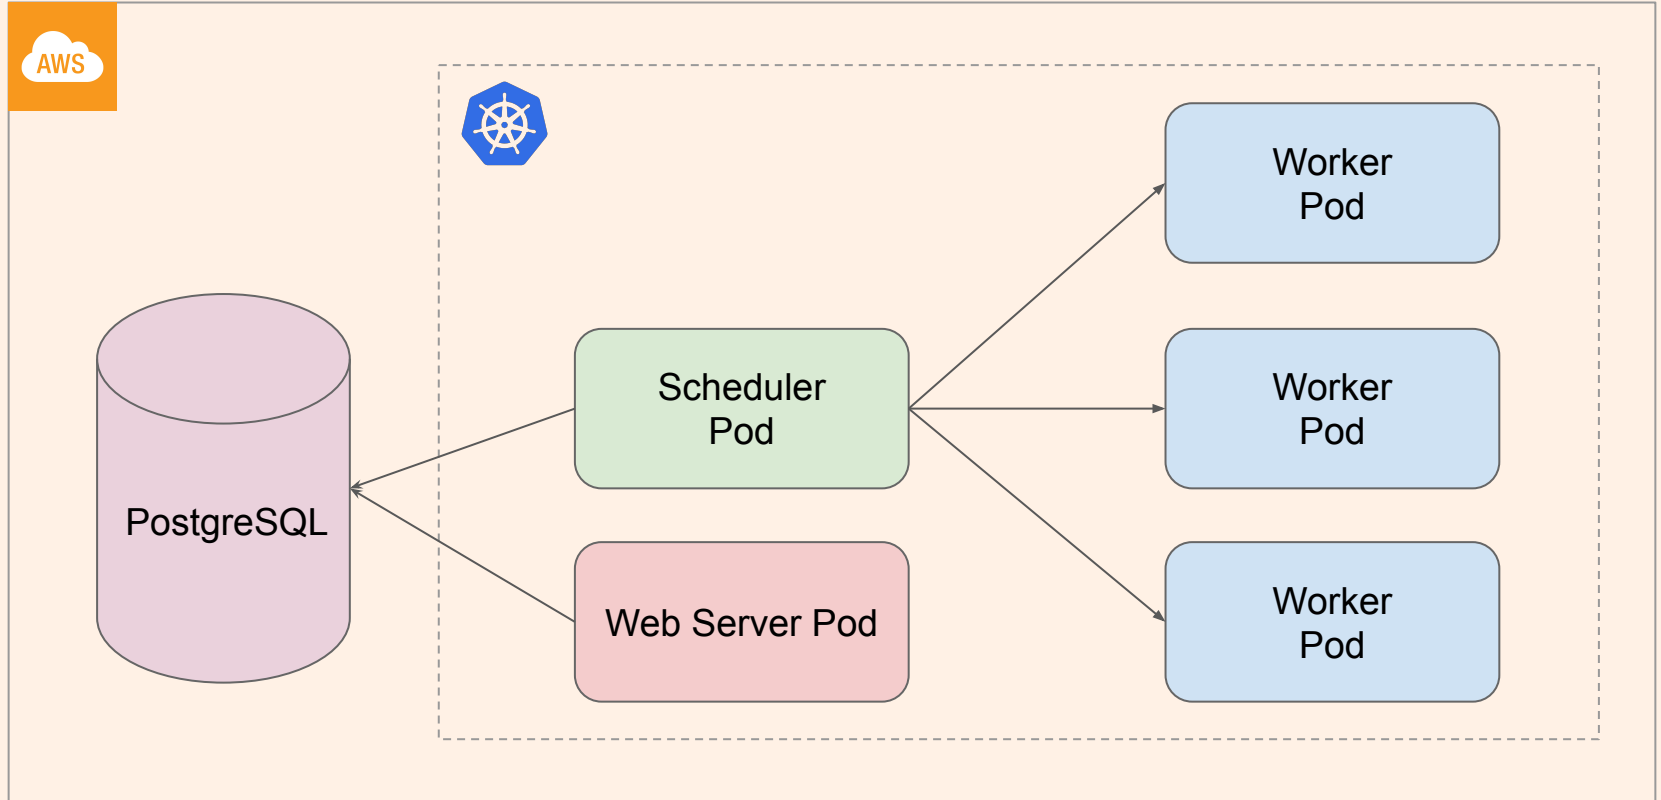 AWS
Worker
Pod
Scheduler
Pod
Worker
Pod
PostgreSQL
Web Server Pod
Worker
Pod